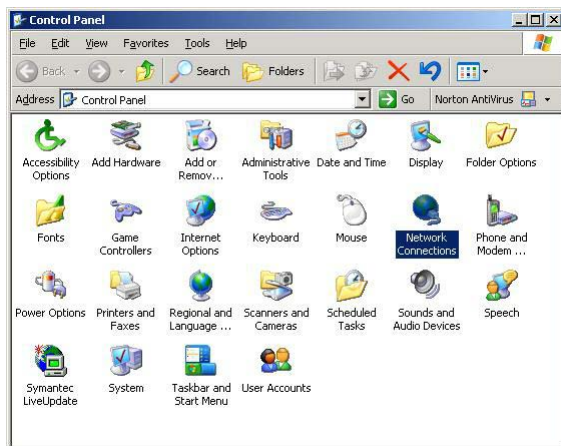 Control Panel
File Edit View Favorites Tools Help
Back Search Folders
Address Control Panel Go Norton AntiVirus
Accessibility Options
Add Hardware
Add or Remov...
Administrative Tools
Date and Time
Display
Folder Options
Fonts
Game Controllers
Internet Options
Keyboard
Mouse
Network Connections
Phone and Modem ...
Power Options
Printers and Faxes
Regional and Language ...
Scanners and Cameras
Scheduled Tasks
Sounds and Audio Devices
Speech
Symantec LiveUpdate
System
Taskbar and Start Menu
User Accounts